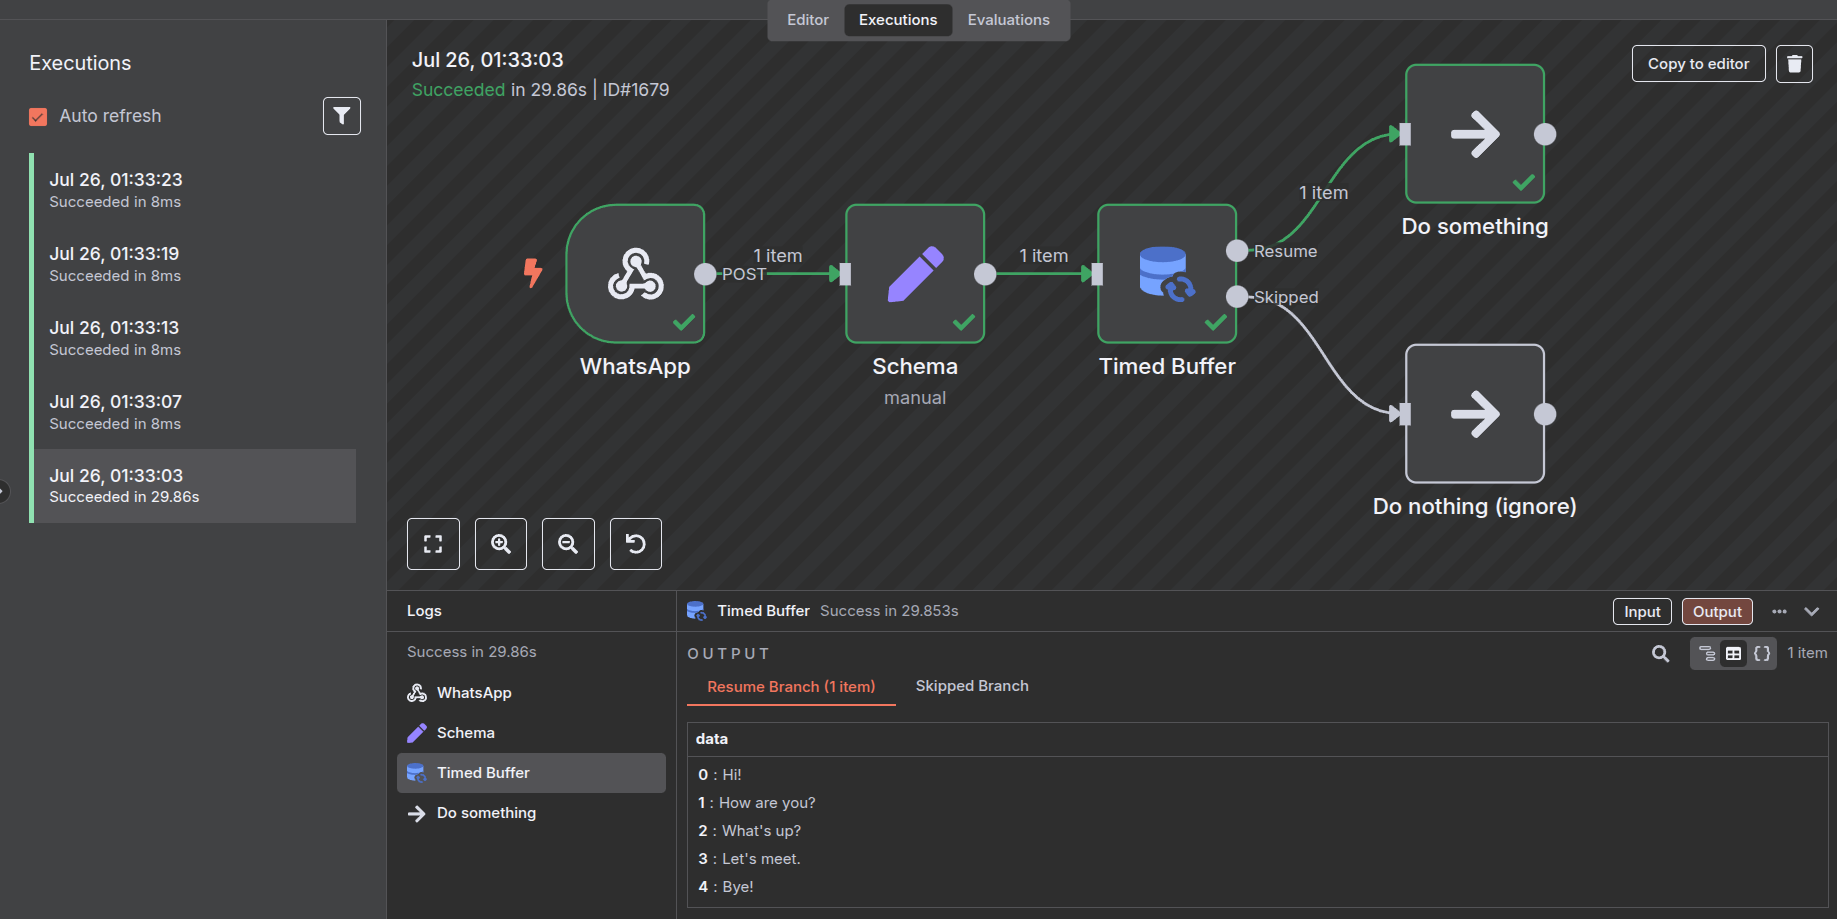 Editor Executions Evaluations
Executions
Auto refresh
Jul 26, 01:33:23
Succeeded in 8ms
Jul 26, 01:33:19
Succeeded in 8ms
Jul 26, 01:33:13
Succeeded in 8ms
Jul 26, 01:33:07
Succeeded in 8ms
Jul 26, 01:33:03
Succeeded in 29.86s
Jul 26, 01:33:03
Succeeded in 29.86s | ID#1679
Copy to editor
1 item
POST
1 item
1 item
Resume
Skipped
WhatsApp
Schema
manual
Timed Buffer
Do something
Do nothing (ignore)
Logs
Success in 29.86s
WhatsApp
Schema
Timed Buffer
Do something
Timed Buffer Success in 29.853s
Input Output
OUTPUT
1 item
Resume Branch (1 item) Skipped Branch
data
0 : Hi!
1 : How are you?
2 : What's up?
3 : Let's meet.
4 : Bye!